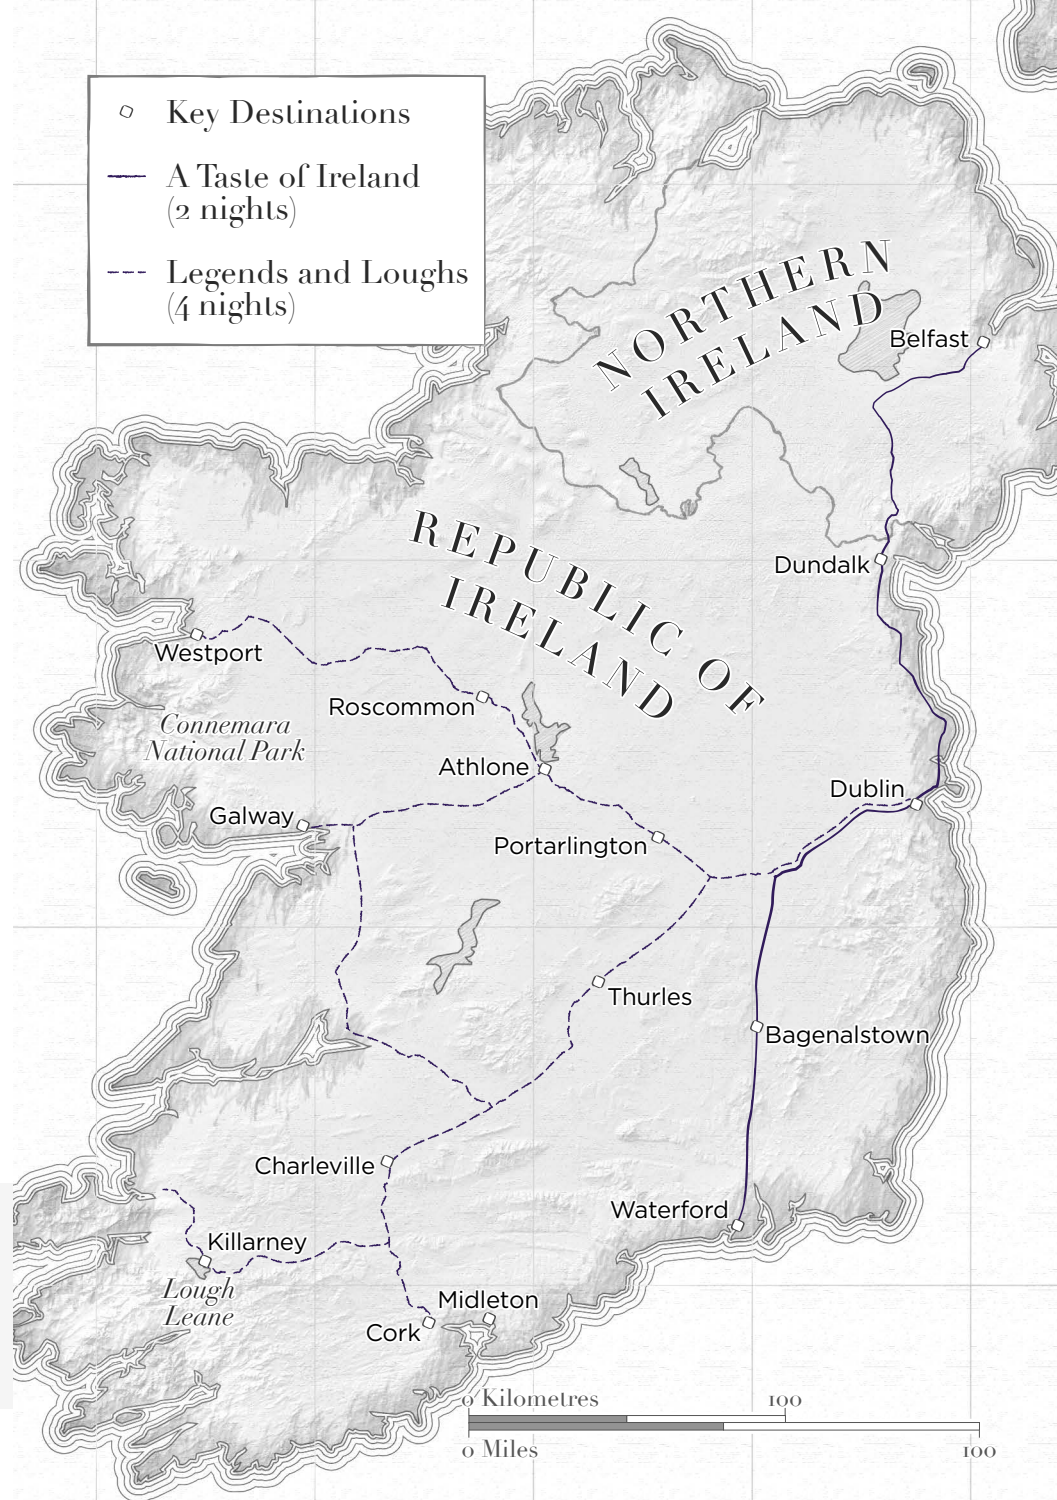 Key Destinations
A Taste of Ireland
(2 nights)
Legends and Loughs
(4 nights)
NORTHERN
IRELAND
Belfast
REPUBLIC OF
IRELAND
Dundalk
Westport
Roscommon
Connemara
National Park
Athlone
Dublin
Galway
Portarlington
Thurles
Bagenalstown
Charleville
Waterford
Killarney
Lough
Leane
Midleton
Cork
0 Kilometres 100
0 Miles 100